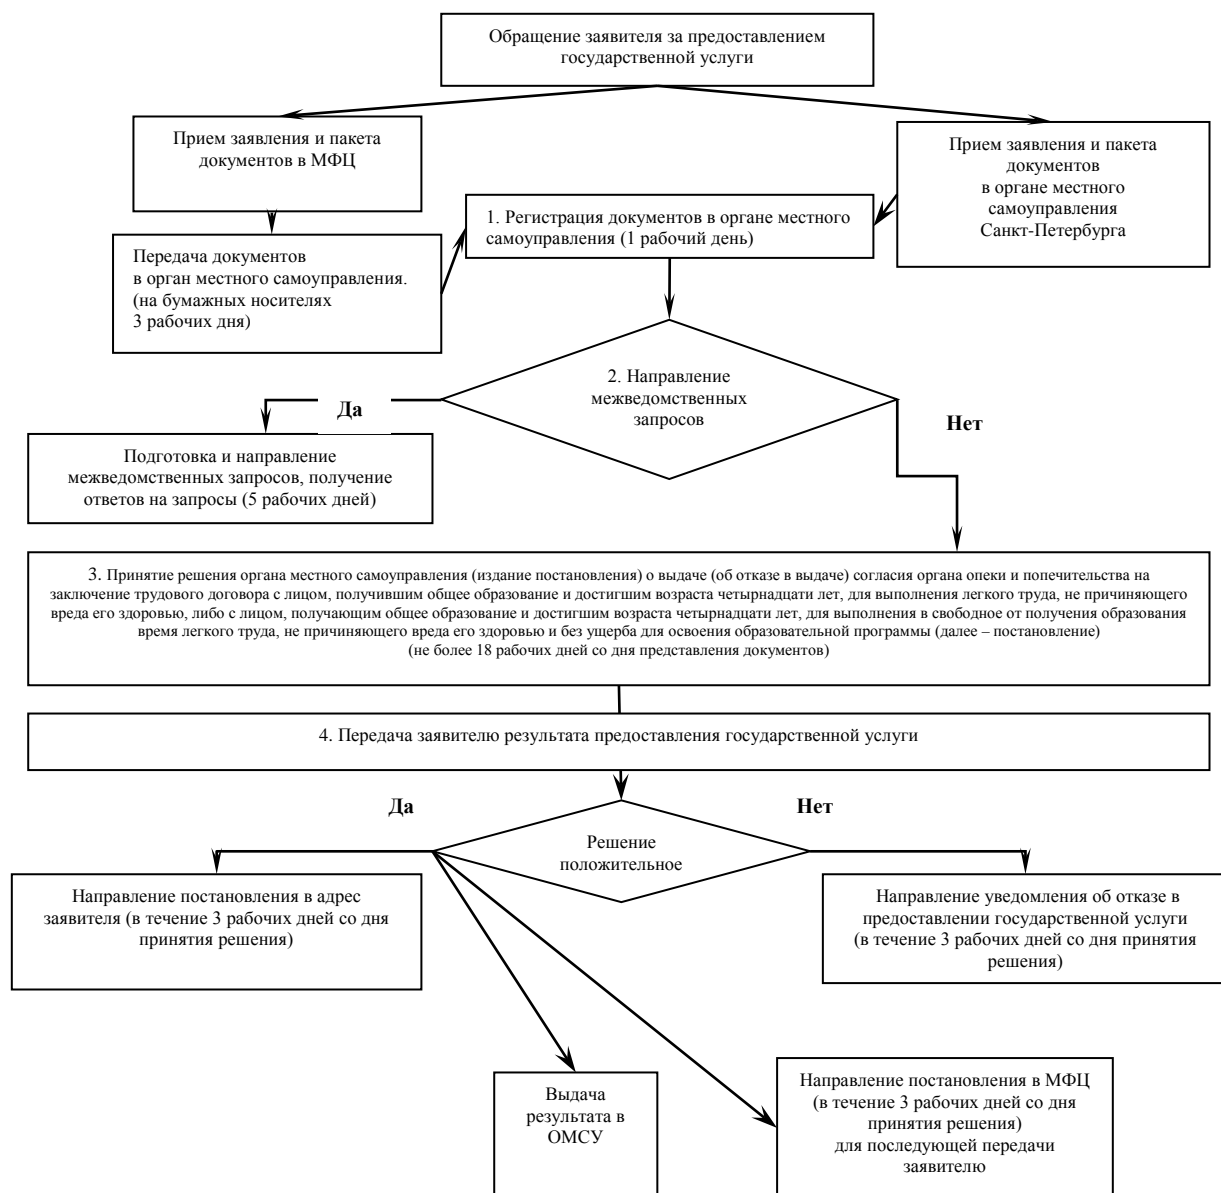 Обращение заявителя за предоставлением
государственной услуги
Прием заявления и пакета
документов в МФЦ
Прием заявления и пакета
документов
в органе местного
самоуправления
Санкт-Петербурга
1. Регистрация документов в органе местного
самоуправления (1 рабочий день)
Передача документов
в орган местного самоуправления.
(на бумажных носителях
3 рабочих дня)
2. Направление
межведомственных
запросов
Да
Нет
Подготовка и направление
межведомственных запросов, получение
ответов на запросы (5 рабочих дней)
3. Принятие решения органа местного самоуправления (издание постановления) о выдаче (об отказе в выдаче) согласия органа опеки и попечительства на
заключение трудового договора с лицом, получившим общее образование и достигшим возраста четырнадцати лет, для выполнения легкого труда, не причиняющего
вреда его здоровью, либо с лицом, получающим общее образование и достигшим возраста четырнадцати лет, для выполнения в свободное от получения образования
время легкого труда, не причиняющего вреда его здоровью и без ущерба для освоения образовательной программы (далее – постановление)
(не более 18 рабочих дней со дня представления документов)
4. Передача заявителю результата предоставления государственной услуги
Да
Нет
Решение
положительное
Направление постановления в адрес
заявителя (в течение 3 рабочих дней со дня
принятия решения)
Направление уведомления об отказе в
предоставлении государственной услуги
(в течение 3 рабочих дней со дня принятия
решения)
Выдача
результата в
ОМСУ
Направление постановления в МФЦ
(в течение 3 рабочих дней со дня
принятия решения)
для последующей передачи
заявителю